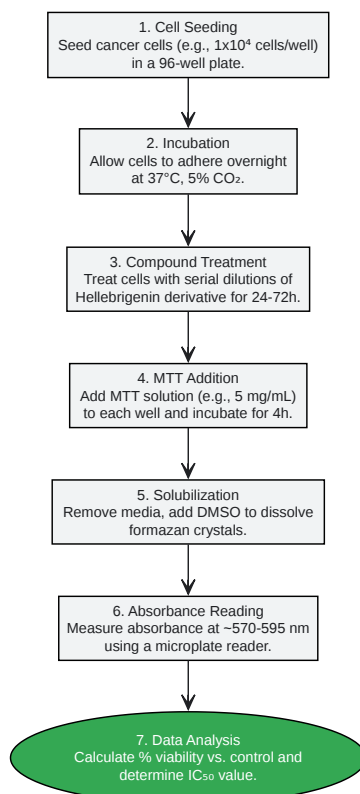 1. Cell Seeding
Seed cancer cells (e.g., 1x10⁴ cells/well)
in a 96-well plate.
2. Incubation
Allow cells to adhere overnight
at 37°C, 5% CO₂.
3. Compound Treatment
Treat cells with serial dilutions of
Hellebrigenin derivative for 24-72h.
4. MTT Addition
Add MTT solution (e.g., 5 mg/mL)
to each well and incubate for 4h.
5. Solubilization
Remove media, add DMSO to dissolve
formazan crystals.
6. Absorbance Reading
Measure absorbance at ~570-595 nm
using a microplate reader.
7. Data Analysis
Calculate % viability vs. control and
determine IC₅₀ value.